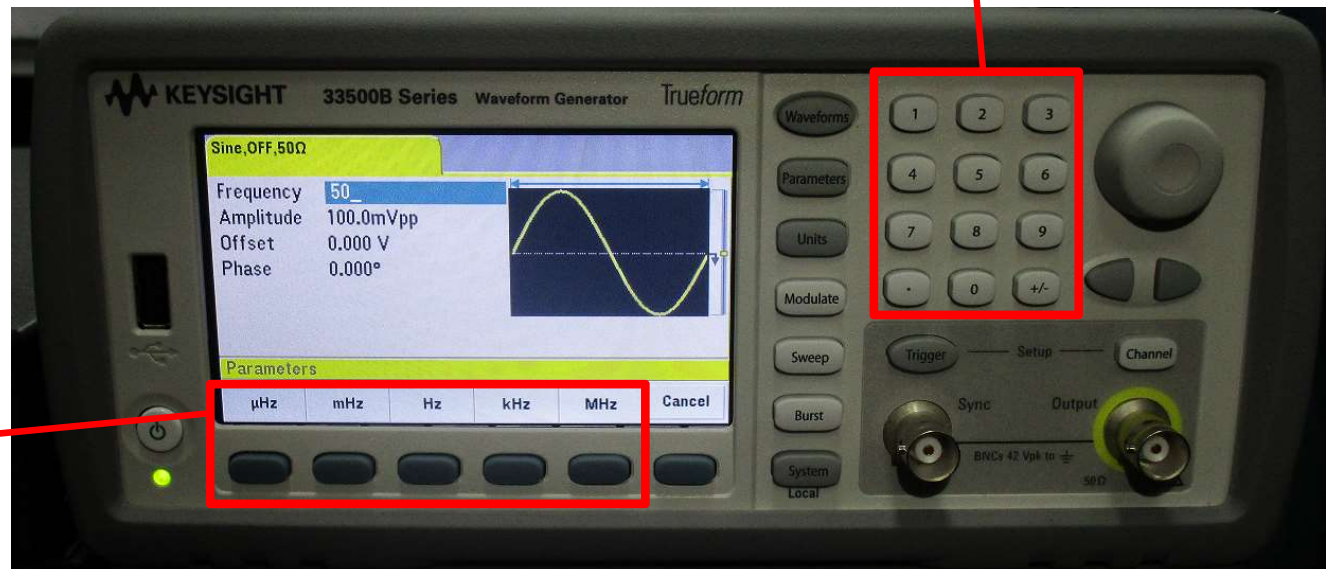 KEYSIGHT 33500B Series Waveform Generator Trueform
Sine,OFF,50Ω
Frequency 50_
Amplitude 100.0mVpp
Offset 0.000 V
Phase 0.000°
Parameters
µHz mHz Hz kHz MHz Cancel
Waveforms
Parameters
Units
Modulate
Sweep
Burst
System
Local
1 2 3
4 5 6
7 8 9
. 0 +/-
Trigger Setup Channel
Sync Output
BNCs 42 Vpk to
50Ω